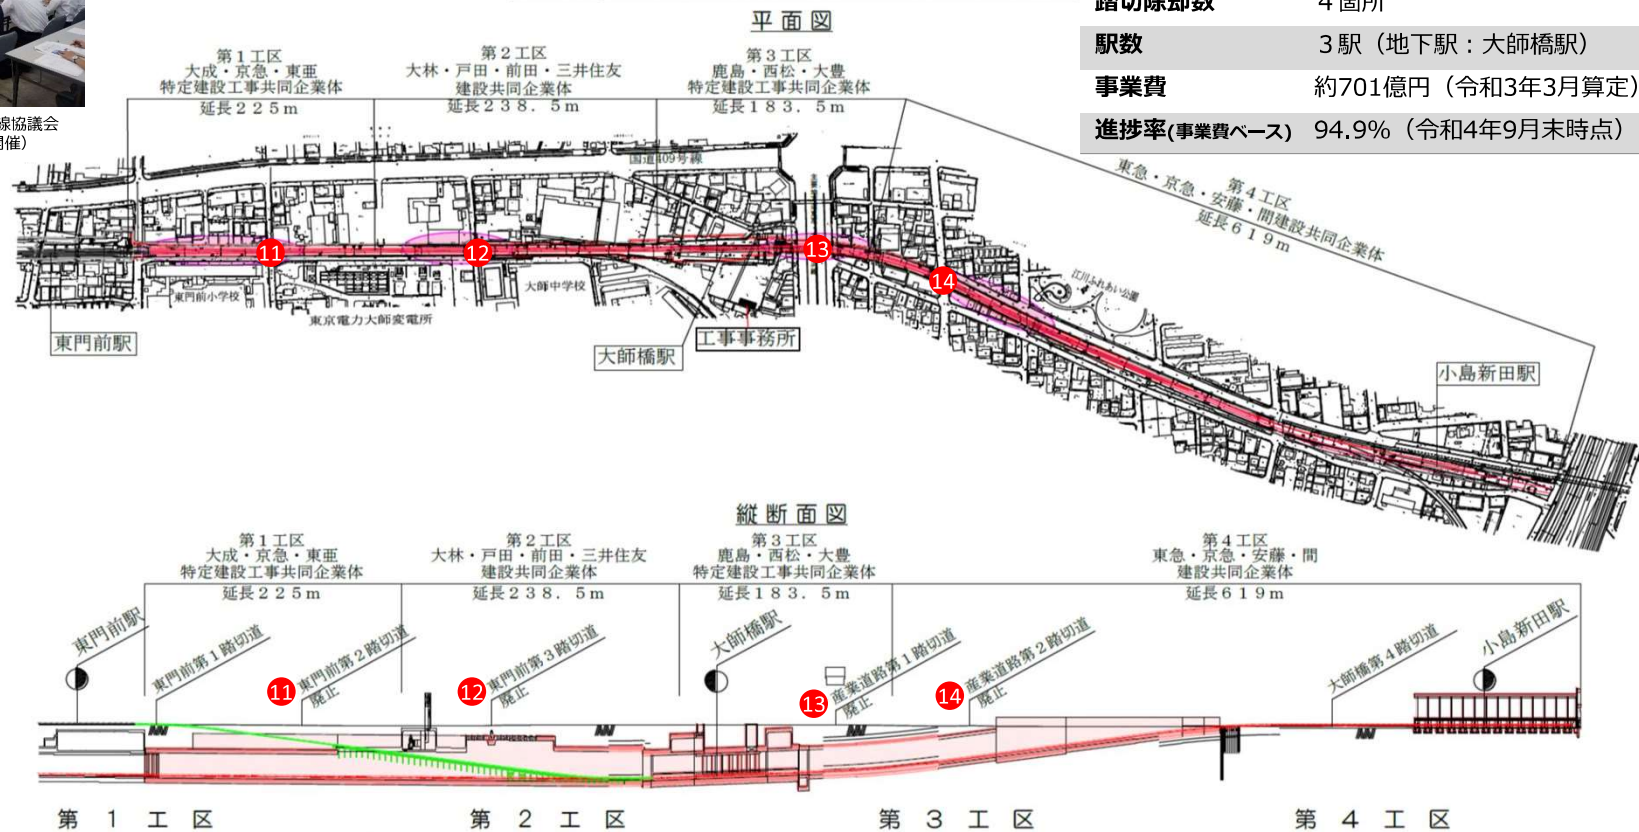 踏切除却数 4箇所
駅数 3駅（地下駅：大師橋駅）
事業費 約701億円（令和3年3月算定）
進捗率(事業費ベース) 94.9%（令和4年9月末時点）
線協議会
開催）
平面図
第１工区
大成・京急・東亜
特定建設工事共同企業体
延長２２５ｍ
第２工区
大林・戸田・前田・三井住友
建設共同企業体
延長２３８．５ｍ
第３工区
鹿島・西松・大豊
特定建設工事共同企業体
延長１８３．５ｍ
第４工区
東急・京急・安藤・間建設共同企業体
延長６１９ｍ
国道409号線
11
12
13
14
東門前小学校
東京電力大師変電所
大師中学校
江川ふれあい公園
東門前駅
大師橋駅
工事事務所
小島新田駅
縦断面図
第１工区
大成・京急・東亜
特定建設工事共同企業体
延長２２５ｍ
第２工区
大林・戸田・前田・三井住友
建設共同企業体
延長２３８．５ｍ
第３工区
鹿島・西松・大豊
特定建設工事共同企業体
延長１８３．５ｍ
第４工区
東急・京急・安藤・間
建設共同企業体
延長６１９ｍ
東門前駅
東門前第１踏切道
11 東門前第２踏切道
廃止
12 東門前第３踏切道
廃止
大師橋駅
13 産業道路第１踏切道
廃止
14 産業道路第２踏切道
廃止
大師橋第４踏切道
小島新田駅
第 １ 工 区
第 ２ 工 区
第 ３ 工 区
第 ４ 工 区